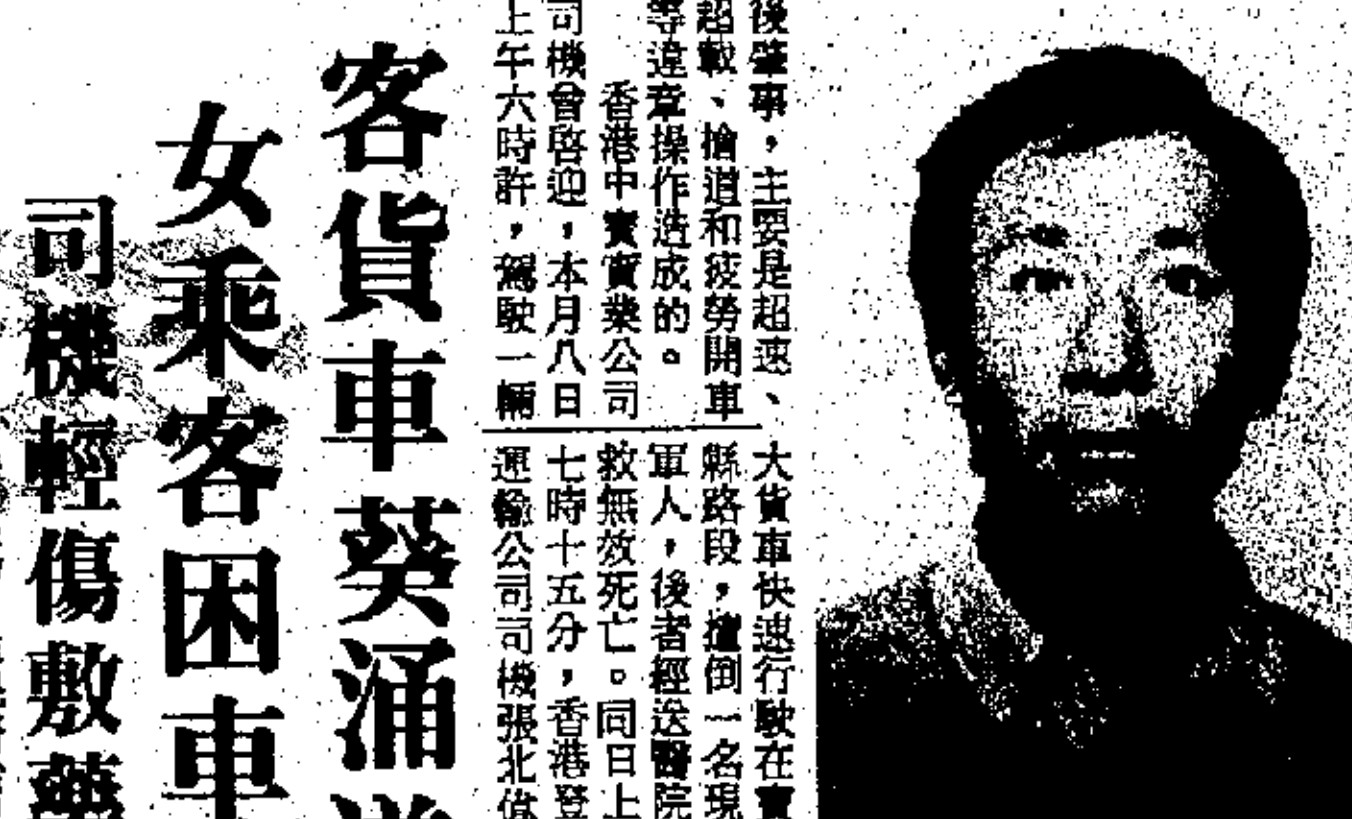 後肇事，主要是超速、
超載、搶道和疲勞開車
等違章操作造成的。
香港中寶實業公司
司機曾啓迎，本月八日
上午六時許，駕駛一輛
大貨車快速行駛在寶
縣路段，撞倒一名現
軍人，後者經送醫院
救無效死亡。同日上
七時十五分，香港登
運輸公司司機張北偉
客貨車葵涌
女乘客困車
司機輕傷敷藥